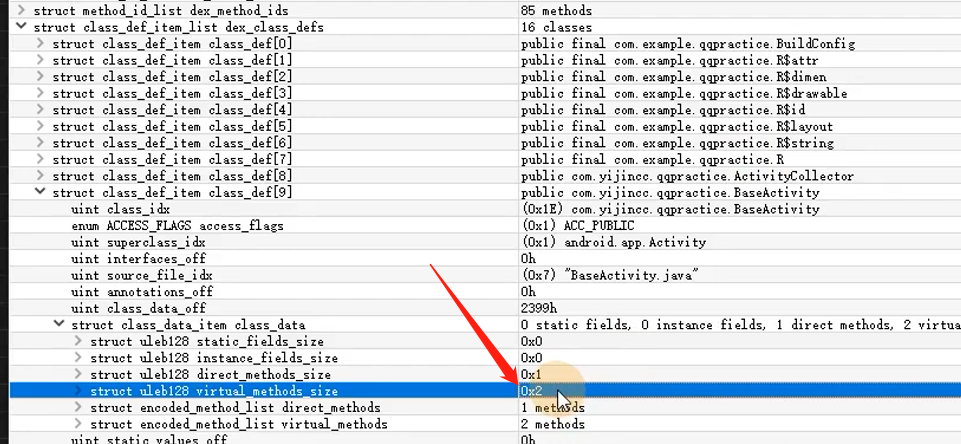 struct method_id_list dex_method_ids 85 methods
struct class_def_item_list dex_class_defs 16 classes
struct class_def_item class_def[0] public final com.example.qqpractice.BuildConfig
struct class_def_item class_def[1] public final com.example.qqpractice.R$attr
struct class_def_item class_def[2] public final com.example.qqpractice.R$dimen
struct class_def_item class_def[3] public final com.example.qqpractice.R$drawable
struct class_def_item class_def[4] public final com.example.qqpractice.R$id
struct class_def_item class_def[5] public final com.example.qqpractice.R$layout
struct class_def_item class_def[6] public final com.example.qqpractice.R$string
struct class_def_item class_def[7] public final com.example.qqpractice.R
struct class_def_item class_def[8] public com.yijincc.qqpractice.ActivityCollector
struct class_def_item class_def[9] public com.yijincc.qqpractice.BaseActivity
uint class_idx (0x1E) com.yijincc.qqpractice.BaseActivity
enum ACCESS_FLAGS access_flags (0x1) ACC_PUBLIC
uint superclass_idx (0x1) android.app.Activity
uint interfaces_off 0h
uint source_file_idx (0x7) "BaseActivity.java"
uint annotations_off 0h
uint class_data_off 2399h
struct class_data_item class_data 0 static fields, 0 instance fields, 1 direct methods, 2 virtua
struct uleb128 static_fields_size 0x0
struct uleb128 instance_fields_size 0x0
struct uleb128 direct_methods_size 0x1
struct uleb128 virtual_methods_size 0x2
struct encoded_method_list direct_methods 1 methods
struct encoded_method_list virtual_methods 2 methods
uint static_values_off 0h